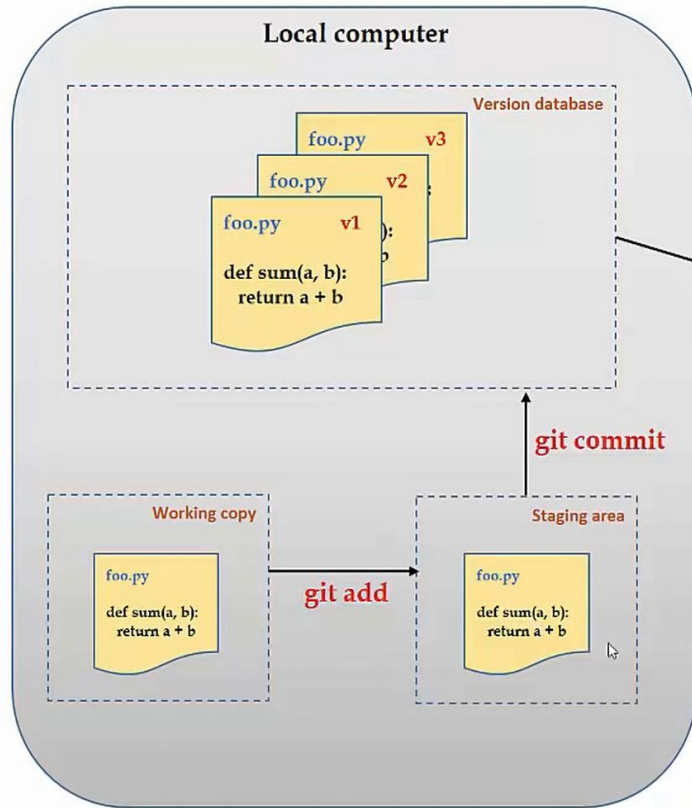 Local computer
Version database
foo.py v3
foo.py v2
foo.py v1
):
b
def sum(a, b):
return a + b
git commit
Working copy
foo.py
def sum(a, b):
return a + b
git add
Staging area
foo.py
def sum(a, b):
return a + b